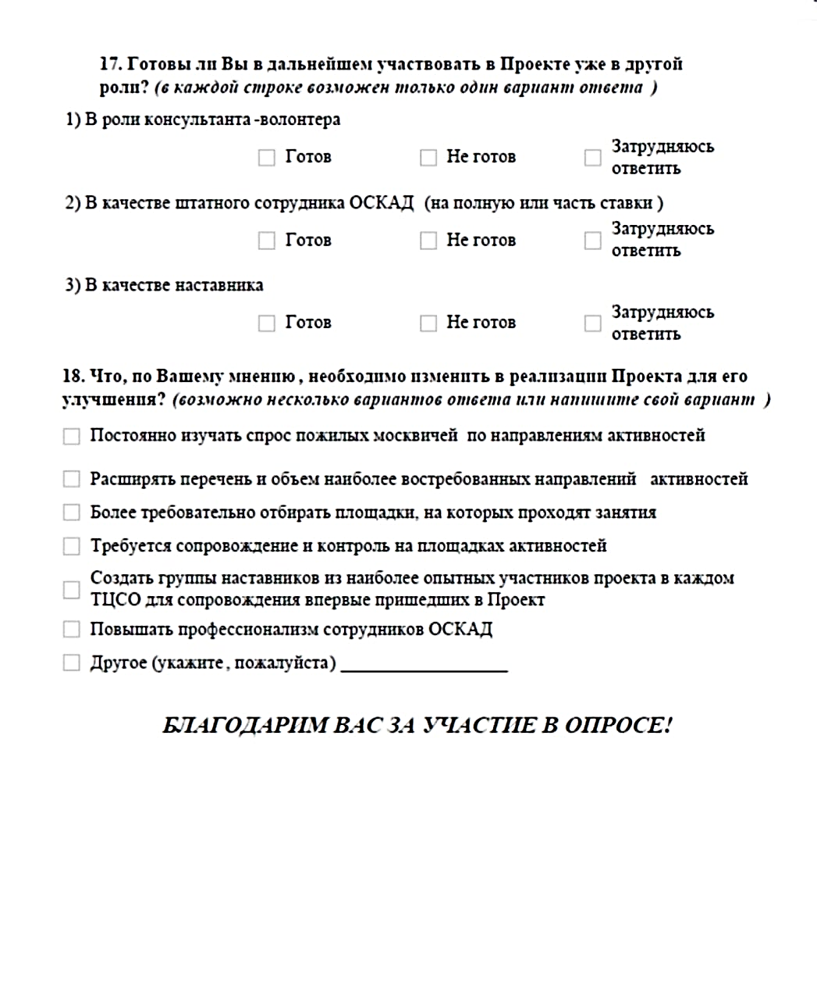 17. Готовы ли Вы в дальнейшем участвовать в Проекте уже в другой
роли? (в каждой строке возможен только один вариант ответа )
1) В роли консультанта-волонтера
Готов Не готов Затрудняюсь
ответить
2) В качестве штатного сотрудника ОСКАД (на полную или часть ставки )
Готов Не готов Затрудняюсь
ответить
3) В качестве наставника
Готов Не готов Затрудняюсь
ответить
18. Что, по Вашему мнению, необходимо изменить в реализации Проекта для его
улучшения? (возможно несколько вариантов ответа или напишите свой вариант )
Постоянно изучать спрос пожилых москвичей по направлениям активностей
Расширять перечень и объем наиболее востребованных направлений активностей
Более требовательно отбирать площадки, на которых проходят занятия
Требуется сопровождение и контроль на площадках активностей
Создать группы наставников из наиболее опытных участников проекта в каждом
ТЦСО для сопровождения впервые пришедших в Проект
Повышать профессионализм сотрудников ОСКАД
Другое (укажите, пожалуйста) _________________
БЛАГОДАРИМ ВАС ЗА УЧАСТИЕ В ОПРОСЕ!